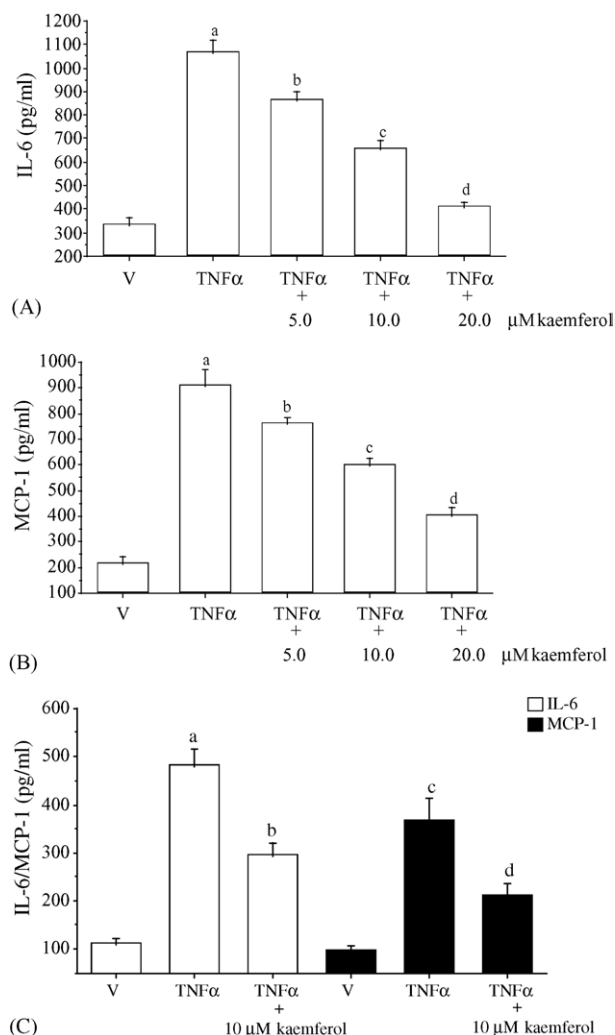 1200
1100
1000
900
800
700
600
500
400
300
200
IL-6 (pg/ml)
a
b
c
d
V TNFα TNFα TNFα TNFα
+ + +
5.0 10.0 20.0 μM kaemferol
(A)
1000
900
800
700
600
500
400
300
200
100
MCP-1 (pg/ml)
a
b
c
d
V TNFα TNFα TNFα TNFα
+ + +
5.0 10.0 20.0 μM kaemferol
(B)
IL-6
MCP-1
600
500
400
300
200
100
IL-6/MCP-1 (pg/ml)
a
b
c
d
V TNFα TNFα V TNFα TNFα
+ +
10 μM kaemferol 10 μM kaemferol
(C)